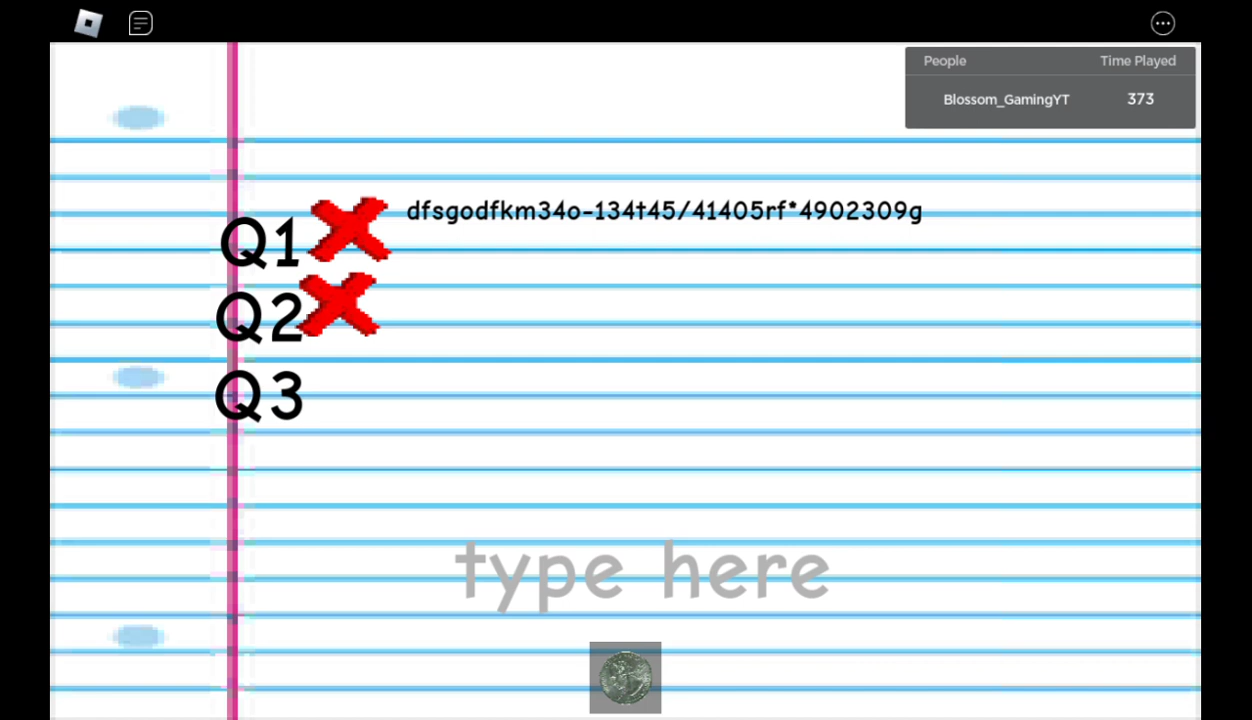 People Time Played
Blossom_GamingYT 373
dfsgodfkm34o-134t45/41405rf*4902309g
Q1
Q2
Q3
type here